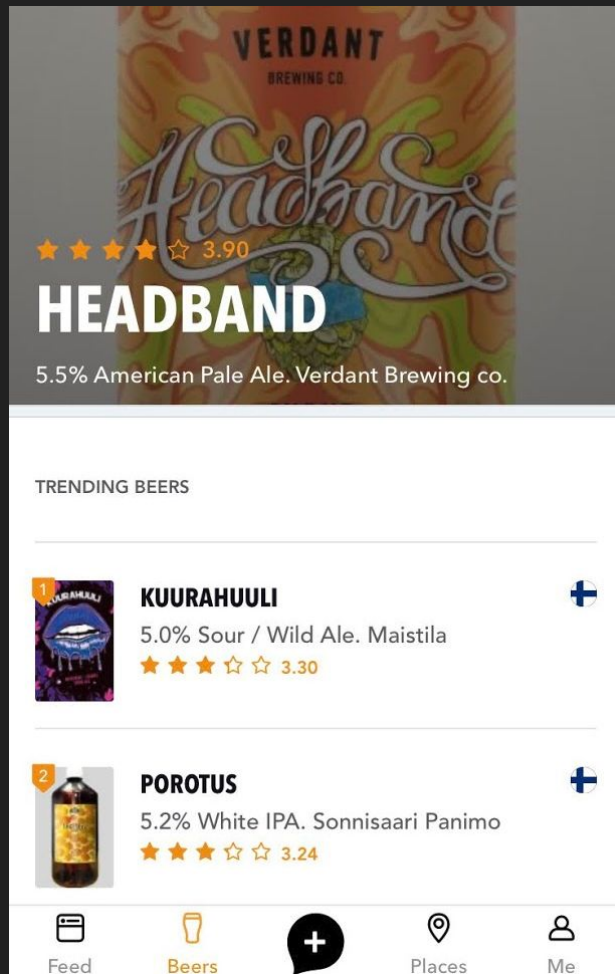 VERDANT
BREWING CO.
Headband
3.90
HEADBAND
5.5% American Pale Ale. Verdant Brewing co.
TRENDING BEERS
1
KUURAHUULI
KUURAHUULI
5.0% Sour / Wild Ale. Maistila
3.30
2
POROTUS
5.2% White IPA. Sonnisaari Panimo
3.24
Feed
Beers
+
Places
Me